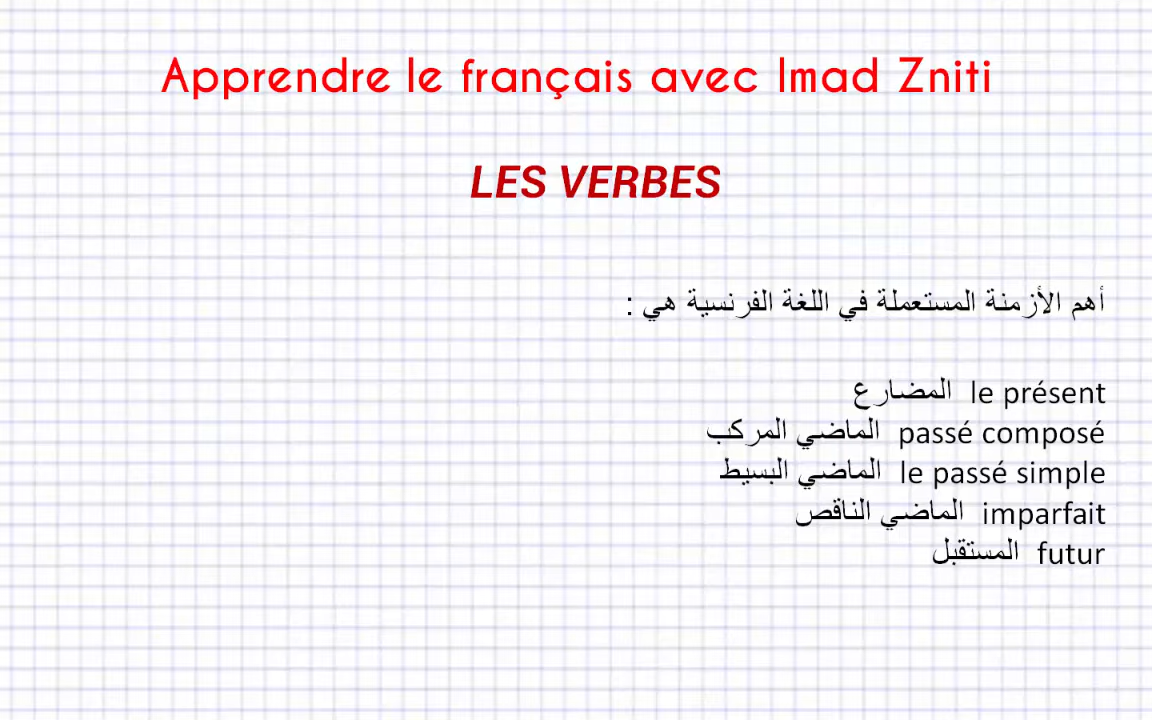 Apprendre le français avec Imad Zniti
LES VERBES
أهم الأزمنة المستعملة في اللغة الفرنسية هي :
le présent المضارع
passé composé الماضي المركب
le passé simple الماضي البسيط
imparfait الماضي الناقص
futur المستقبل